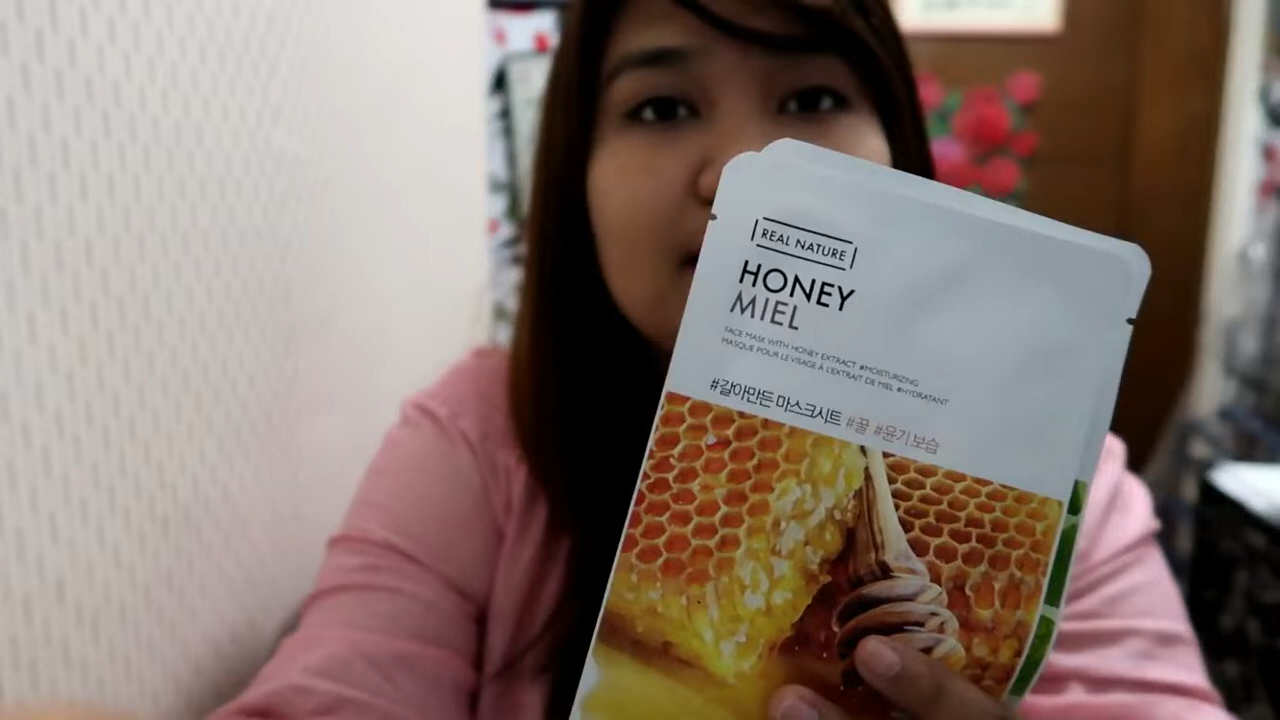 REAL NATURE
HONEY
MIEL
FACE MASK WITH HONEY EXTRACT #MOISTURIZING
MASQUE POUR LE VISAGE À L'EXTRAIT DE MIEL #HYDRATANT
#갈아만든 마스크시트 #꿀 #윤기보습